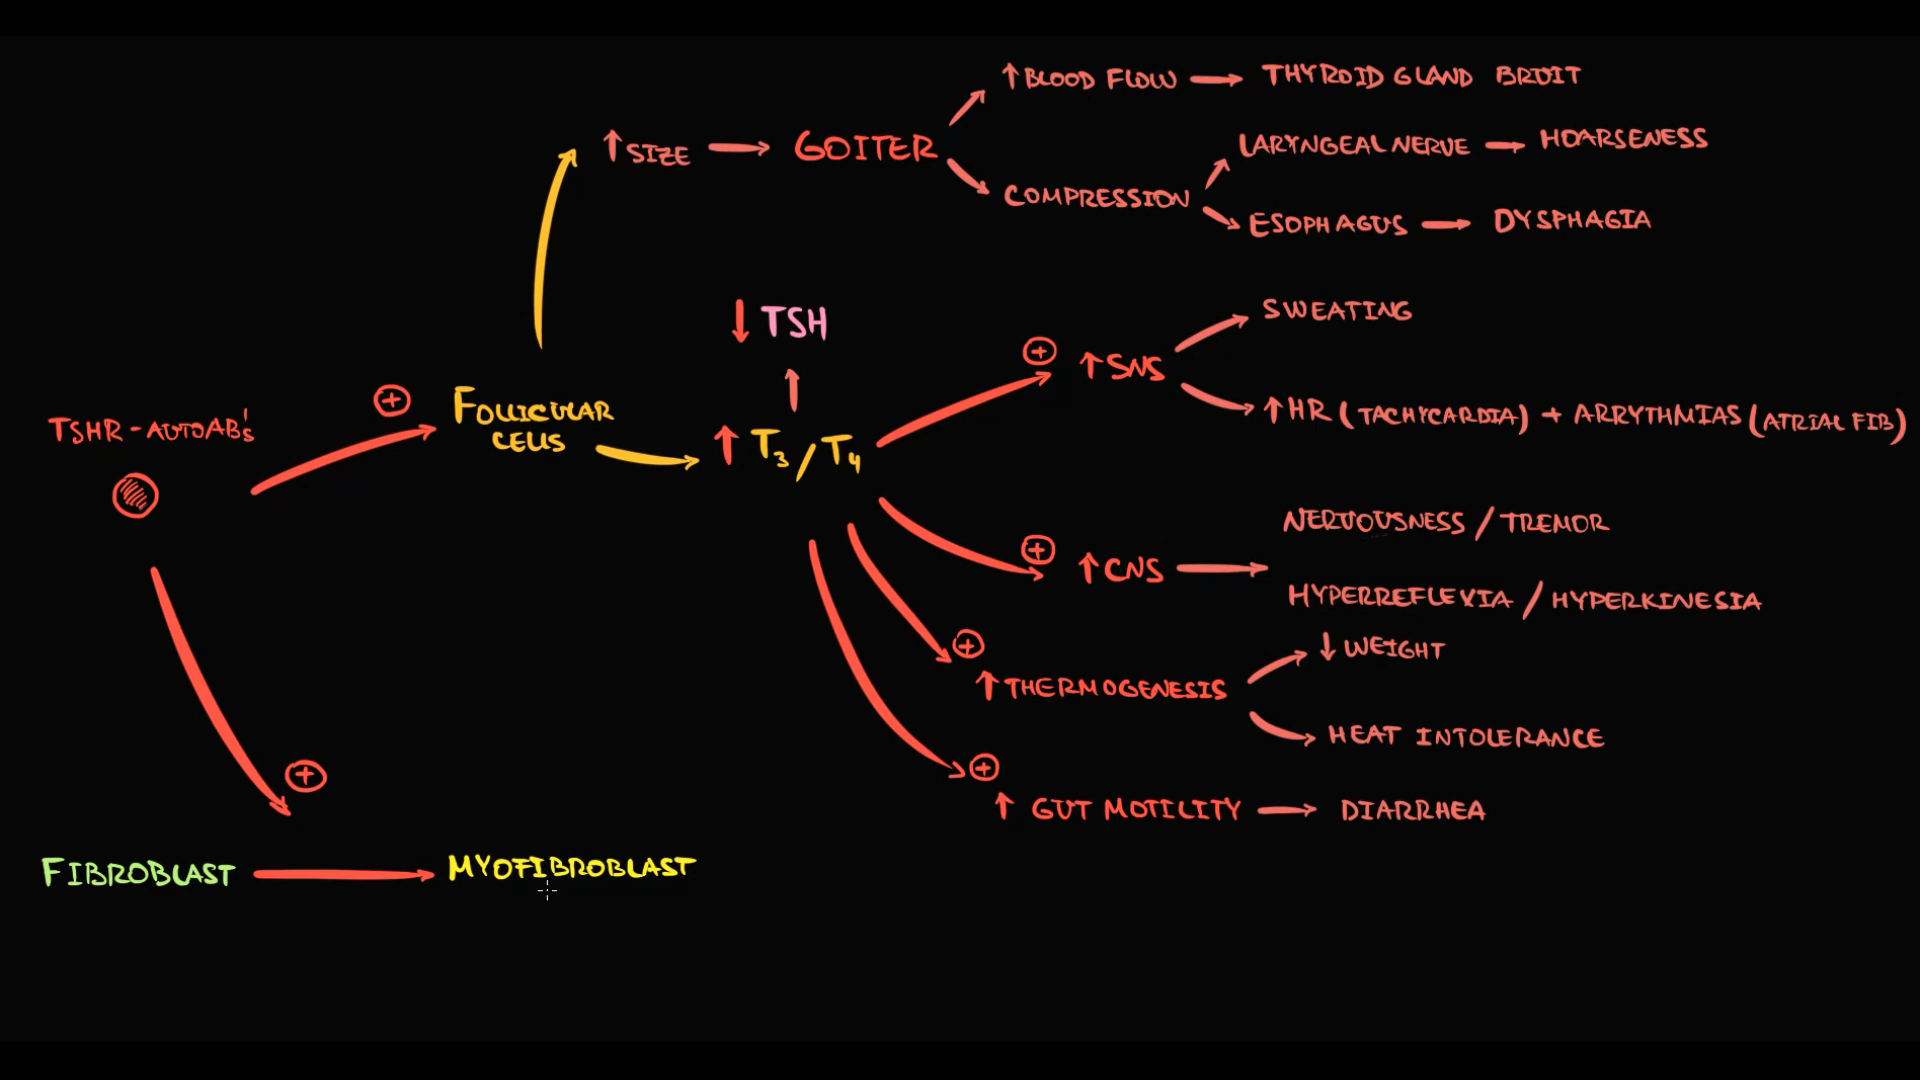 ↑ BLOOD FLOW → THYROID GLAND BRUIT
↑ SIZE → GOITER
LARYNGEAL NERVE → HOARSENESS
COMPRESSION
ESOPHAGUS → DYSPHAGIA
↓ TSH
SWEATING
+ ↑ SNS
↑ HR (TACHYCARDIA) + ARRYTHMIAS (ATRIAL FIB)
TSHR - AUTOAB's
+
FOLLICULAR
CELLS
↑ T3/T4
NERVOUSNESS / TREMOR
+ ↑ CNS →
HYPERREFLEXIA / HYPERKINESIA
+
↓ WEIGHT
↑ THERMOGENESIS
HEAT INTOLERANCE
+
+
↑ GUT MOTILITY → DIARRHEA
FIBROBLAST → MYOFIBROBLAST